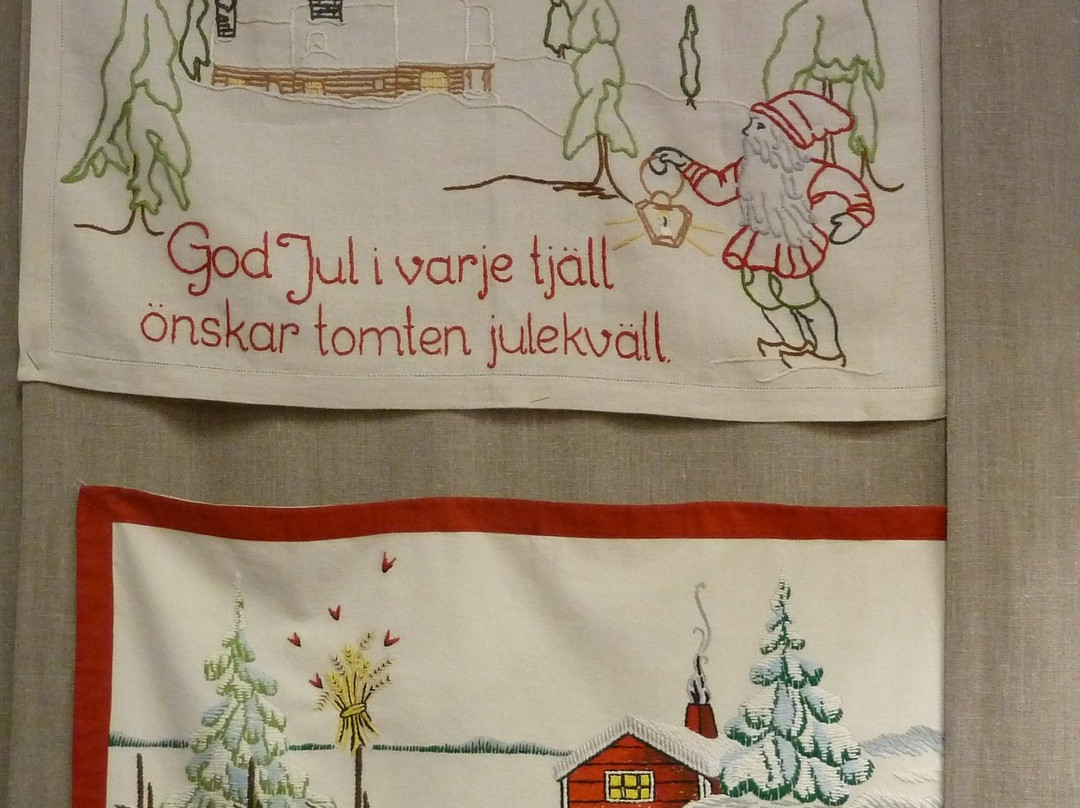 God Jul i varje tjäll
önskar tomten julekväll.